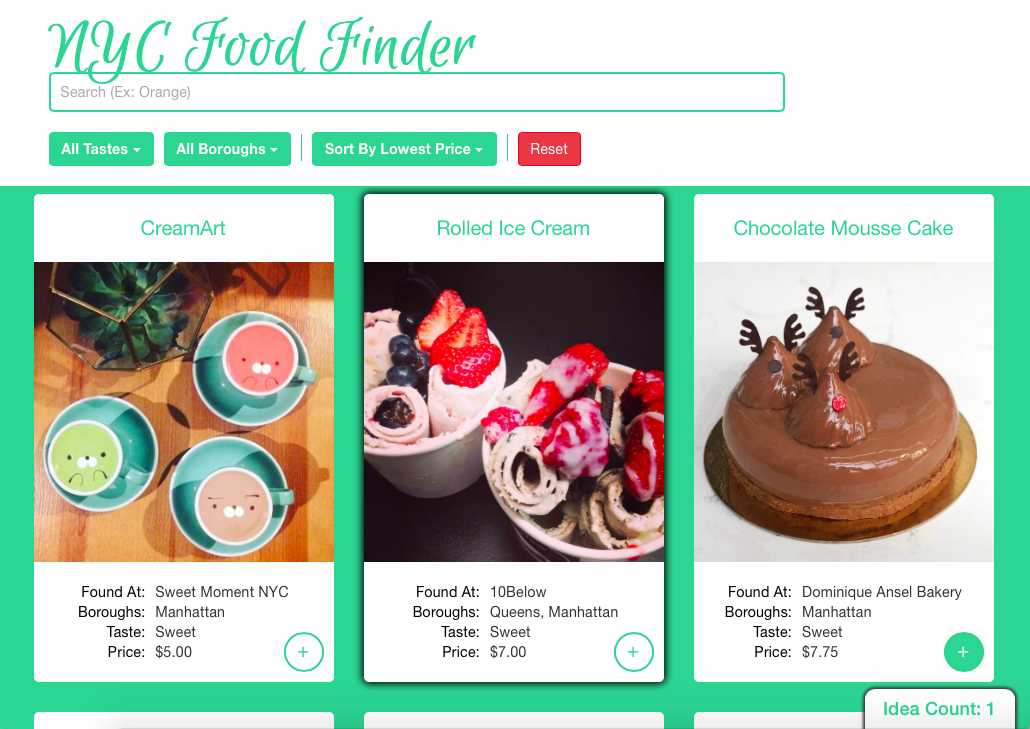 NYC Food Finder
Search (Ex: Orange)
All Tastes
All Boroughs
Sort By Lowest Price
Reset
CreamArt
Rolled Ice Cream
Chocolate Mousse Cake
Found At: Sweet Moment NYC
Boroughs: Manhattan
Taste: Sweet
Price: $5.00
+
Found At: 10Below
Boroughs: Queens, Manhattan
Taste: Sweet
Price: $7.00
+
Found At: Dominique Ansel Bakery
Boroughs: Manhattan
Taste: Sweet
Price: $7.75
+
Idea Count: 1